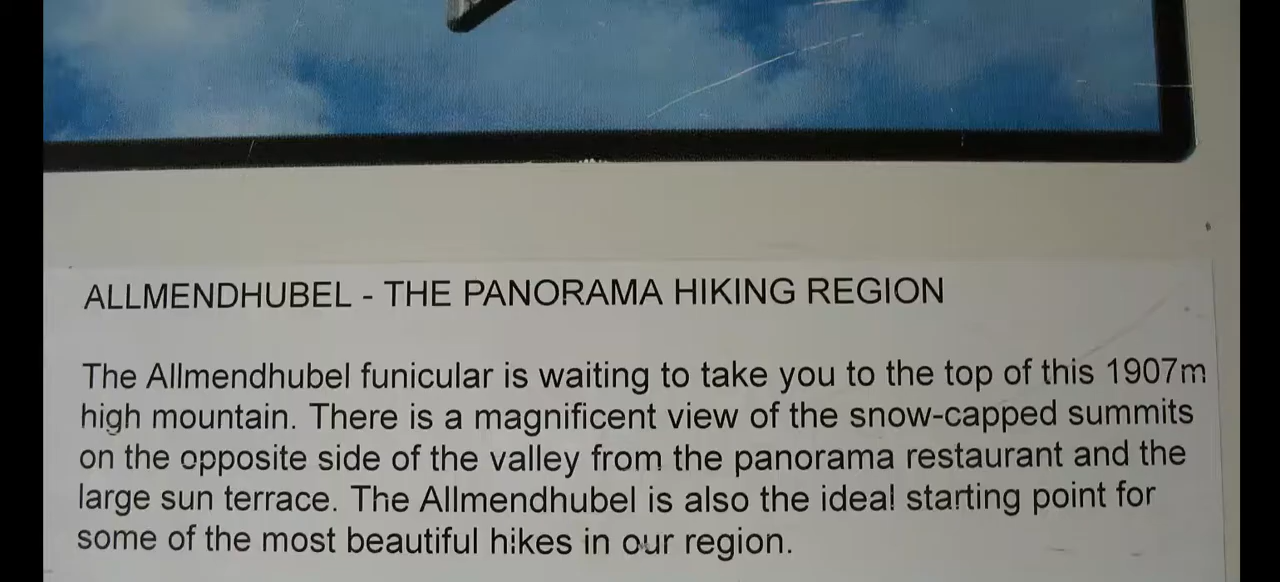 ALLMENDHUBEL - THE PANORAMA HIKING REGION
The Allmendhubel funicular is waiting to take you to the top of this 1907m
high mountain. There is a magnificent view of the snow-capped summits
on the opposite side of the valley from the panorama restaurant and the
large sun terrace. The Allmendhubel is also the ideal starting point for
some of the most beautiful hikes in our region.